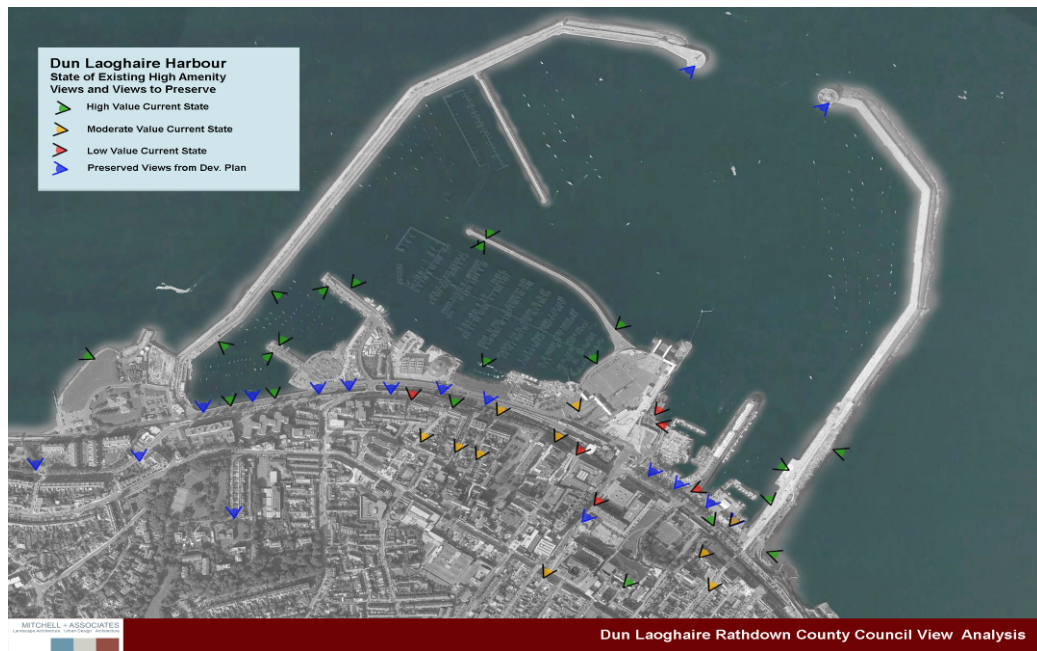 Dun Laoghaire Harbour
State of Existing High Amenity
Views and Views to Preserve
High Value Current State
Moderate Value Current State
Low Value Current State
Preserved Views from Dev. Plan
MITCHELL + ASSOCIATES
Landscape Architecture Urban Design Architecture
Dun Laoghaire Rathdown County Council View Analysis